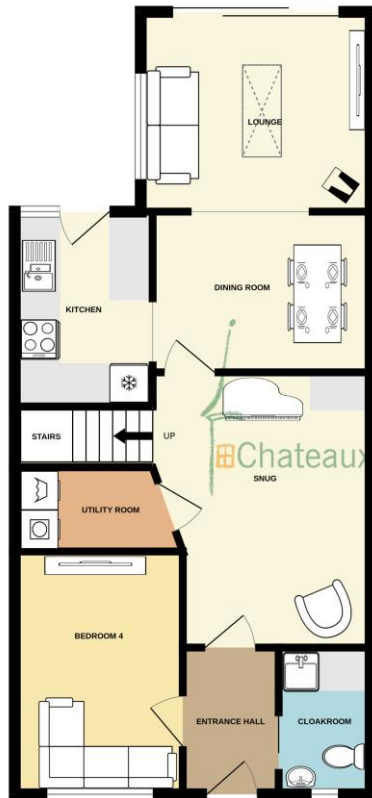 LOUNGE
DINING ROOM
KITCHEN
STAIRS
UP
Chateaux
SNUG
UTILITY ROOM
BEDROOM 4
ENTRANCE HALL
CLOAKROOM